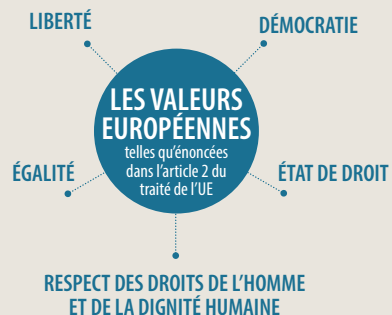 LIBERTÉ
DÉMOCRATIE
LES VALEURS
EUROPÉENNES
telles qu'énoncées
dans l'article 2 du
traité de l'UE
ÉGALITÉ
ÉTAT DE DROIT
RESPECT DES DROITS DE L'HOMME
ET DE LA DIGNITÉ HUMAINE